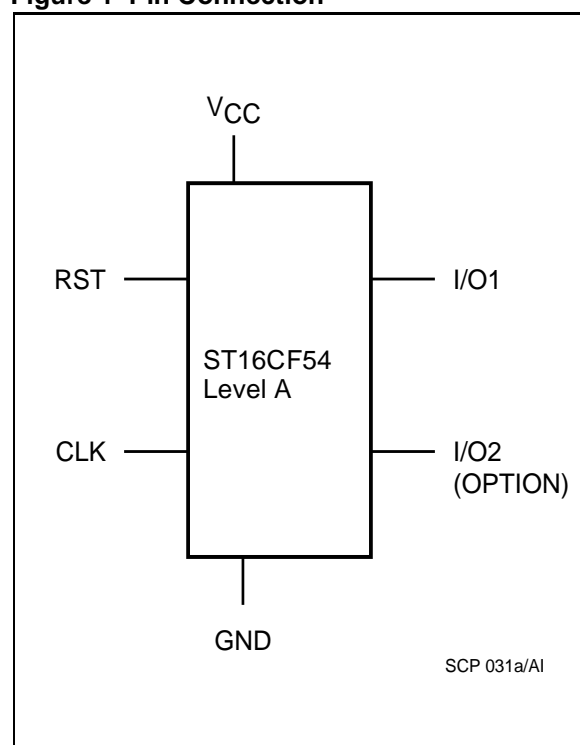 Figure 1 Pin Connection
VCC
RST
I/O1
ST16CF54
Level A
CLK
I/O2
(OPTION)
GND
SCP 031a/AI